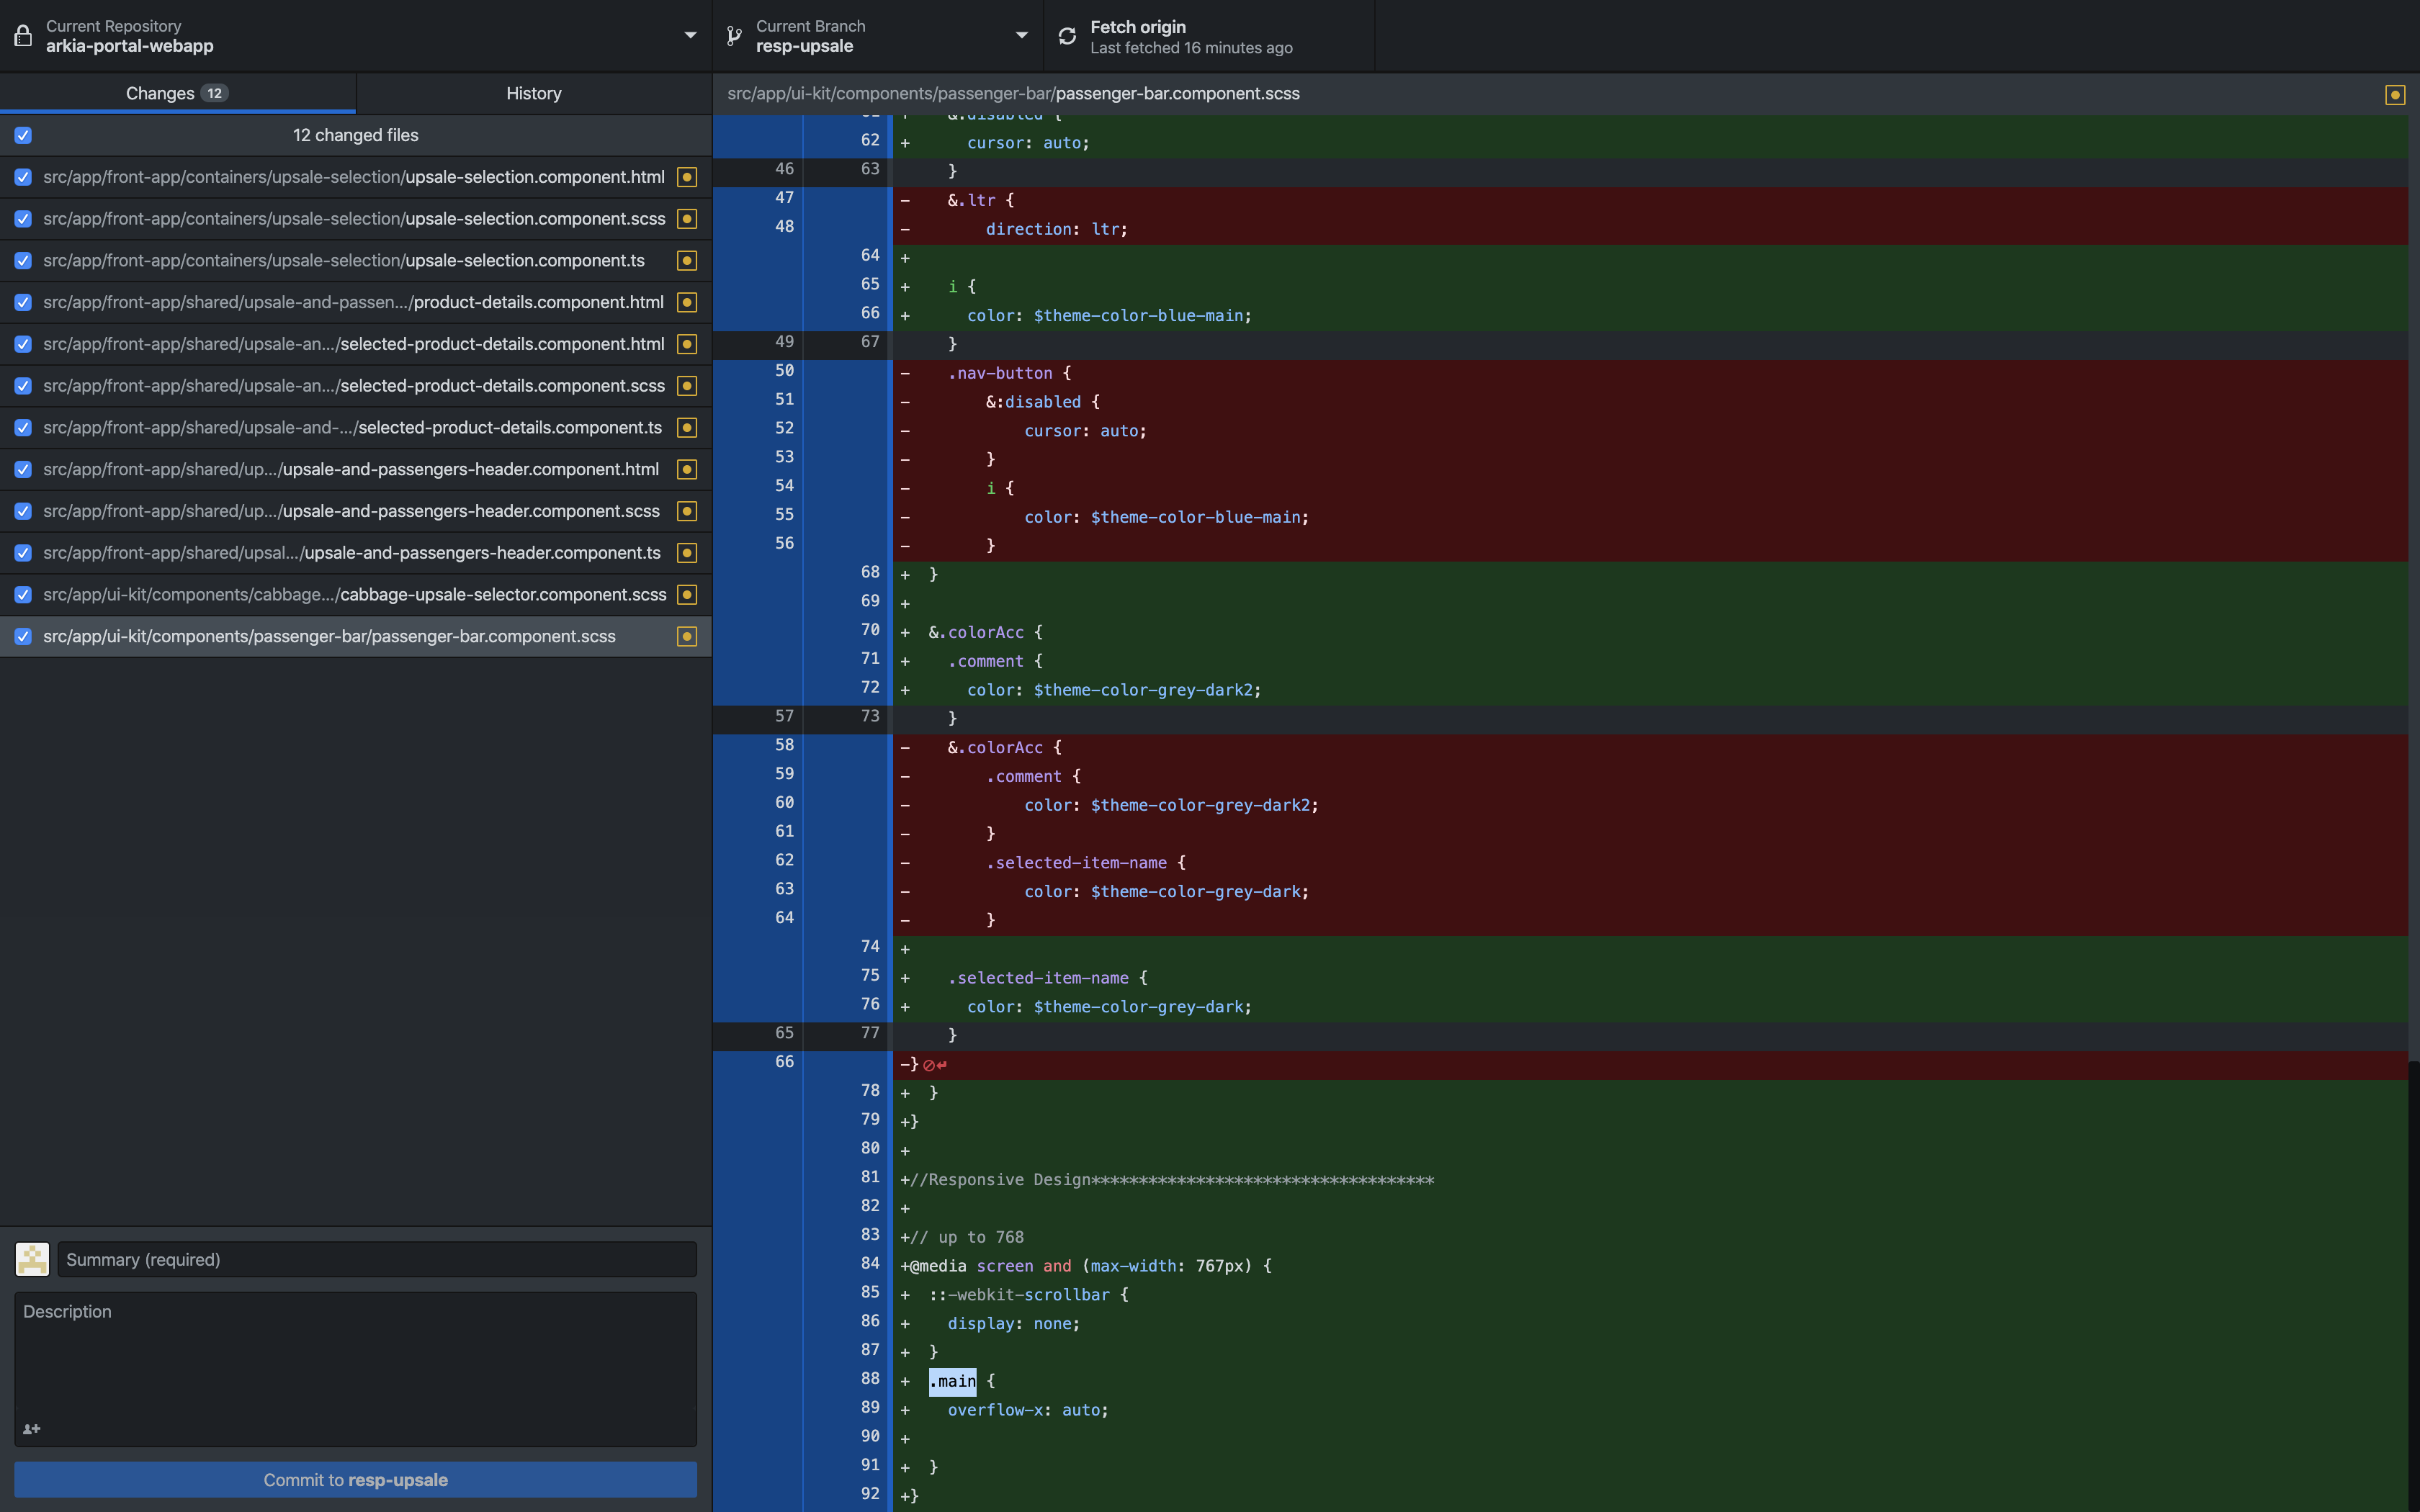 Current Repository
arkia-portal-webapp
Current Branch
resp-upsale
Fetch origin
Last fetched 16 minutes ago
Changes 12
History
12 changed files
src/app/front-app/containers/upsale-selection/upsale-selection.component.html
src/app/front-app/containers/upsale-selection/upsale-selection.component.scss
src/app/front-app/containers/upsale-selection/upsale-selection.component.ts
src/app/front-app/shared/upsale-and-passen.../product-details.component.html
src/app/front-app/shared/upsale-an.../selected-product-details.component.html
src/app/front-app/shared/upsale-an.../selected-product-details.component.scss
src/app/front-app/shared/upsale-and-.../selected-product-details.component.ts
src/app/front-app/shared/up.../upsale-and-passengers-header.component.html
src/app/front-app/shared/up.../upsale-and-passengers-header.component.scss
src/app/front-app/shared/upsal.../upsale-and-passengers-header.component.ts
src/app/ui-kit/components/cabbage.../cabbage-upsale-selector.component.scss
src/app/ui-kit/components/passenger-bar/passenger-bar.component.scss
Summary (required)
Description
Commit to resp-upsale
src/app/ui-kit/components/passenger-bar/passenger-bar.component.scss
61 + &:disabled {
62 + cursor: auto;
46 63 }
47 - &.ltr {
48 - direction: ltr;
64 +
65 + i {
66 + color: $theme-color-blue-main;
49 67 }
50 - .nav-button {
51 - &:disabled {
52 - cursor: auto;
53 - }
54 - i {
55 - color: $theme-color-blue-main;
56 - }
68 + }
69 +
70 + &.colorAcc {
71 + .comment {
72 + color: $theme-color-grey-dark2;
57 73 }
58 - &.colorAcc {
59 - .comment {
60 - color: $theme-color-grey-dark2;
61 - }
62 - .selected-item-name {
63 - color: $theme-color-grey-dark;
64 - }
74 +
75 + .selected-item-name {
76 + color: $theme-color-grey-dark;
65 77 }
66 -}
78 + }
79 +}
80 +
81 +//Responsive Design************************************
82 +
83 +// up to 768
84 +@media screen and (max-width: 767px) {
85 + ::-webkit-scrollbar {
86 + display: none;
87 + }
88 + .main {
89 + overflow-x: auto;
90 +
91 + }
92 +}